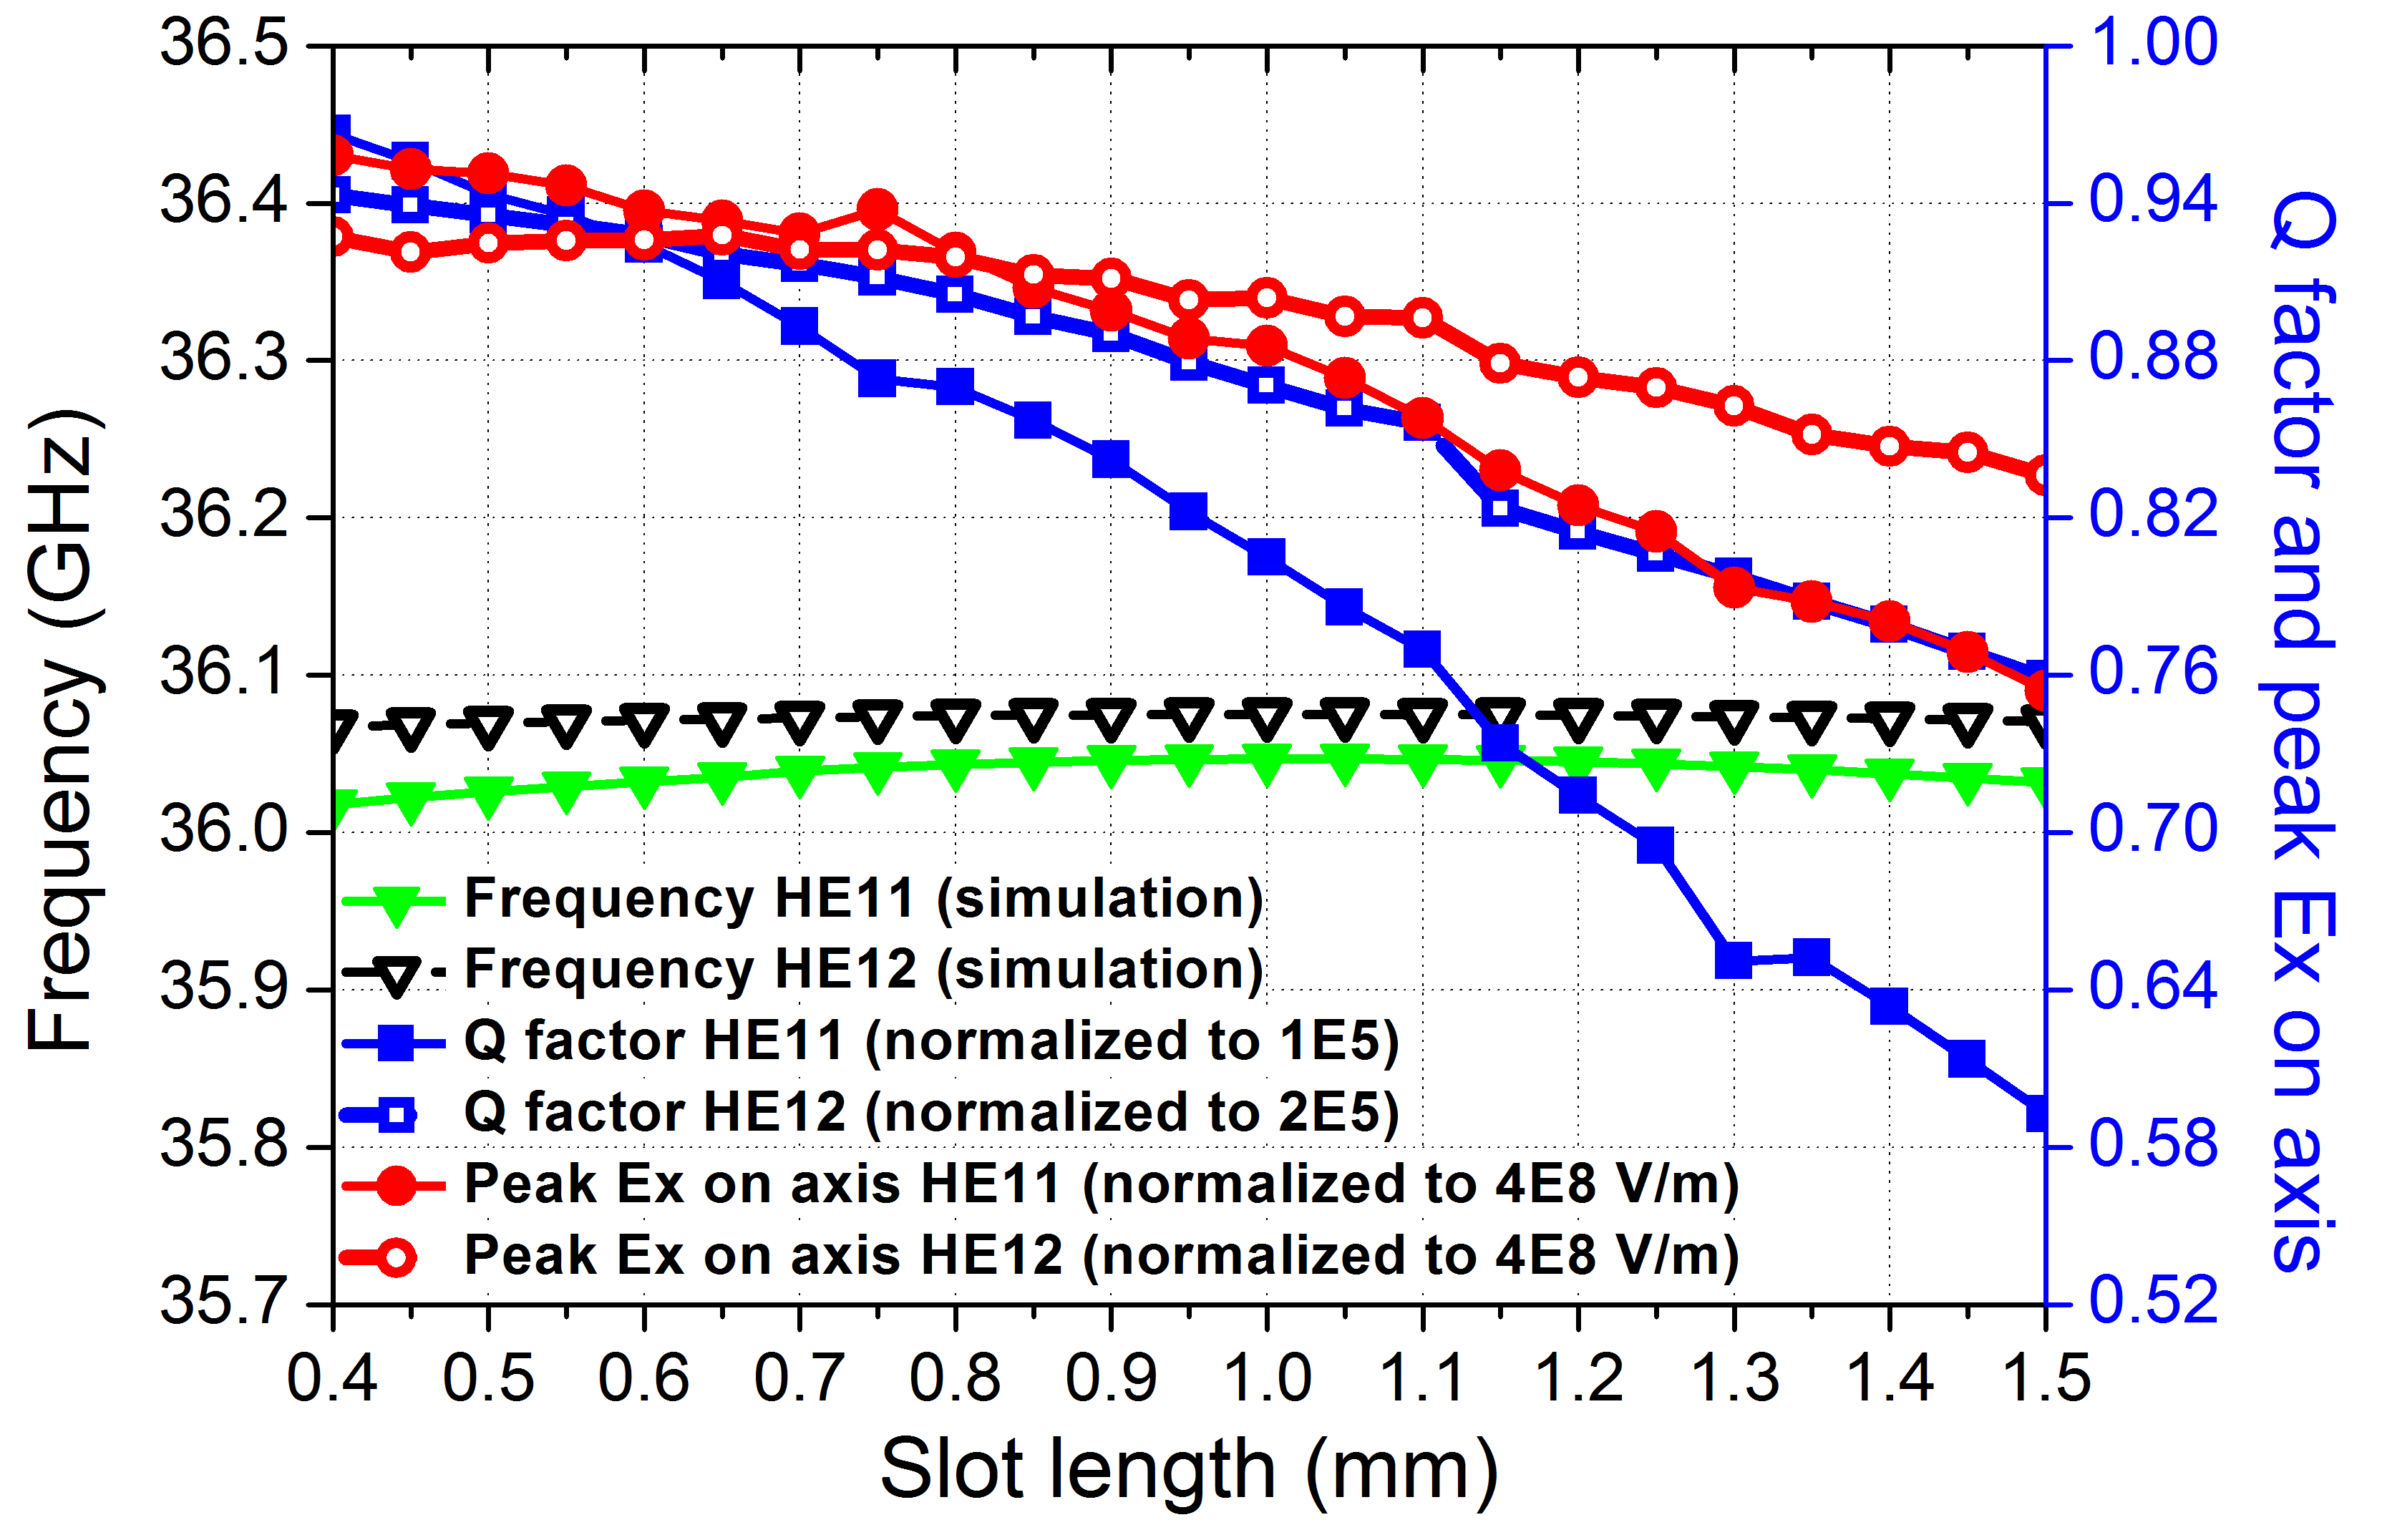 36.5
36.4
36.3
36.2
36.1
36.0
35.9
35.8
35.7
Frequency (GHz)
1.00
0.94
0.88
0.82
0.76
0.70
0.64
0.58
0.52
Q factor and peak Ex on axis
Frequency HE11 (simulation)
Frequency HE12 (simulation)
Q factor HE11 (normalized to 1E5)
Q factor HE12 (normalized to 2E5)
Peak Ex on axis HE11 (normalized to 4E8 V/m)
Peak Ex on axis HE12 (normalized to 4E8 V/m)
0.4 0.5 0.6 0.7 0.8 0.9 1.0 1.1 1.2 1.3 1.4 1.5
Slot length (mm)